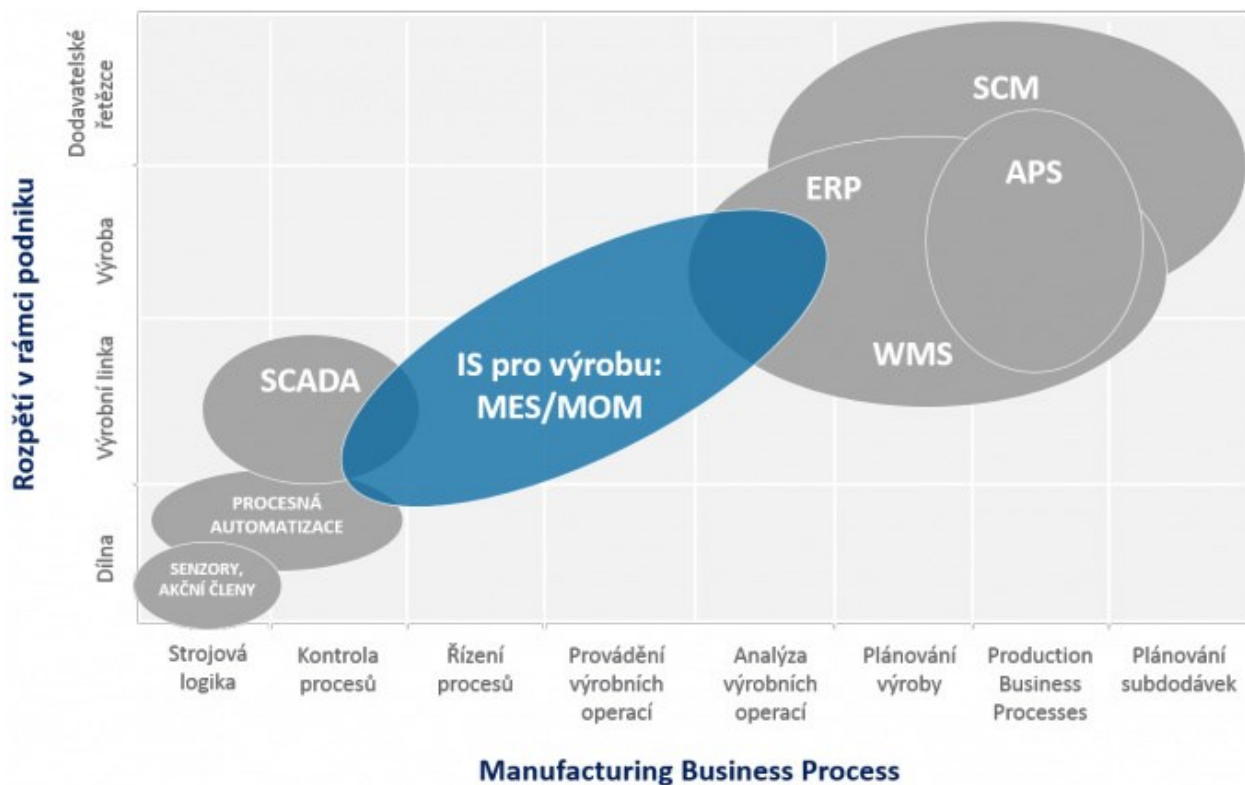 Rozpětí v rámci podniku
Dodavatelské
řetězce
Výroba
Výrobní linka
Dílna
SCM
APS
ERP
WMS
IS pro výrobu:
MES/MOM
SCADA
PROCESNÁ
AUTOMATIZACE
SENZORY,
AKČNÍ ČLENY
Strojová
logika
Kontrola
procesů
Řízení
procesů
Provádění
výrobních
operací
Analýza
výrobních
operací
Plánování
výroby
Production
Business
Processes
Plánování
subdodávek
Manufacturing Business Process